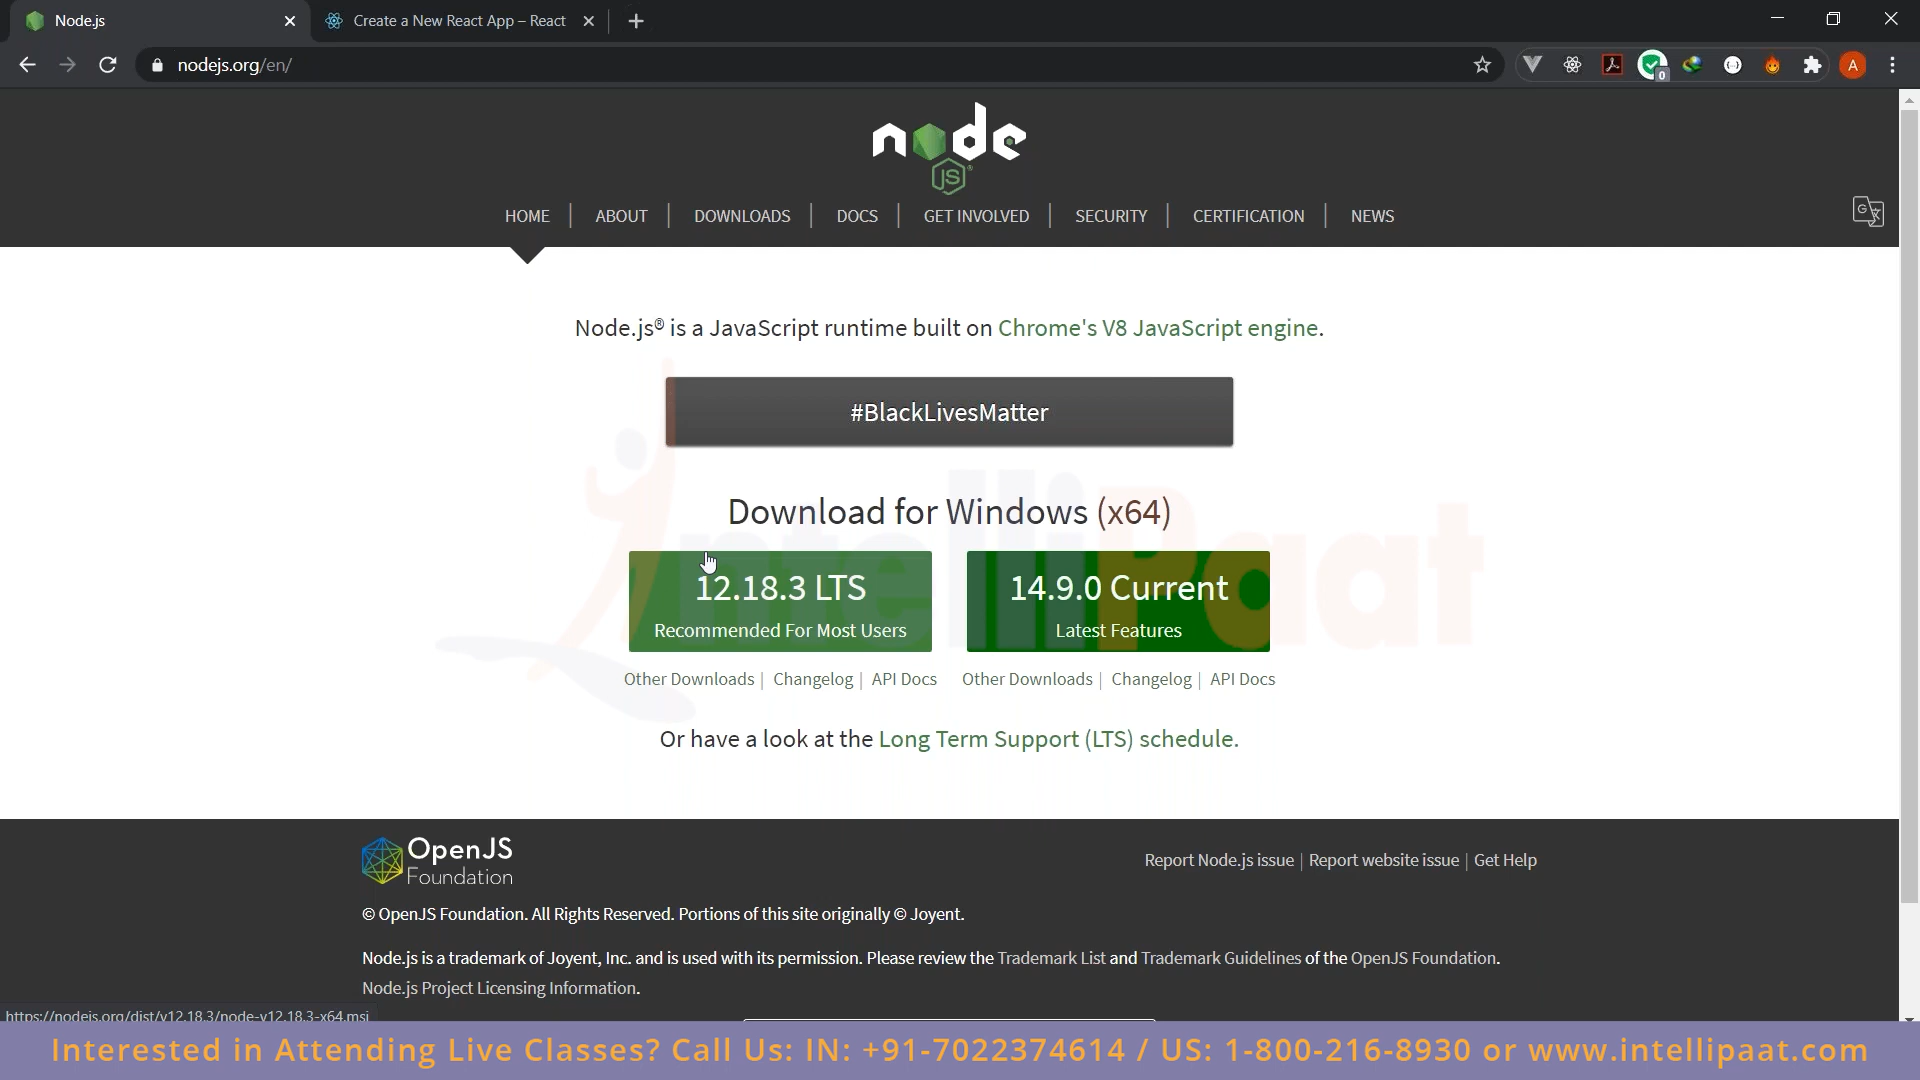 Node.js
Create a New React App – React
nodejs.org/en/
0
A
node
JS
HOME | ABOUT | DOWNLOADS | DOCS | GET INVOLVED | SECURITY | CERTIFICATION | NEWS
Node.js® is a JavaScript runtime built on Chrome's V8 JavaScript engine.
#BlackLivesMatter
Download for Windows (x64)
12.18.3 LTS
Recommended For Most Users
14.9.0 Current
Latest Features
Other Downloads | Changelog | API Docs
Other Downloads | Changelog | API Docs
intelliPaat
Or have a look at the Long Term Support (LTS) schedule.
OpenJS
Foundation
Report Node.js issue | Report website issue | Get Help
© OpenJS Foundation. All Rights Reserved. Portions of this site originally © Joyent.
Node.js is a trademark of Joyent, Inc. and is used with its permission. Please review the Trademark List and Trademark Guidelines of the OpenJS Foundation.
Node.js Project Licensing Information.
https://nodejs.org/dist/v12.18.3/node-v12.18.3-x64.msi
Interested in Attending Live Classes? Call Us: IN: +91-7022374614 / US: 1-800-216-8930 or www.intellipaat.com